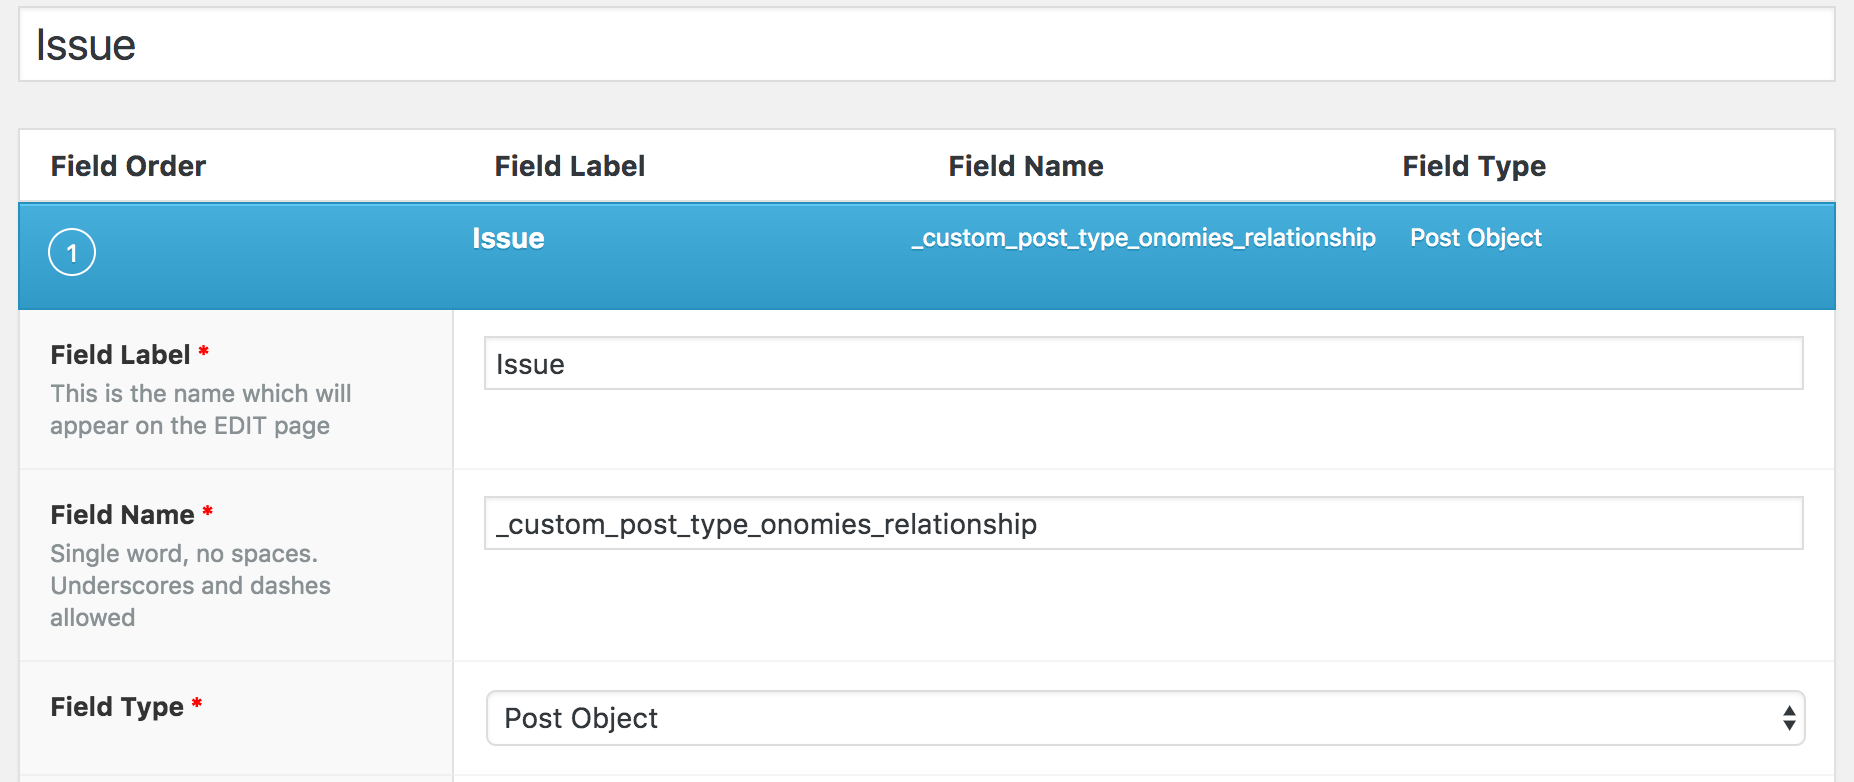 Issue
Field Order Field Label Field Name Field Type
1 Issue _custom_post_type_onomies_relationship Post Object
Field Label *
This is the name which will
appear on the EDIT page
Issue
Field Name *
Single word, no spaces.
Underscores and dashes
allowed
_custom_post_type_onomies_relationship
Field Type *
Post Object